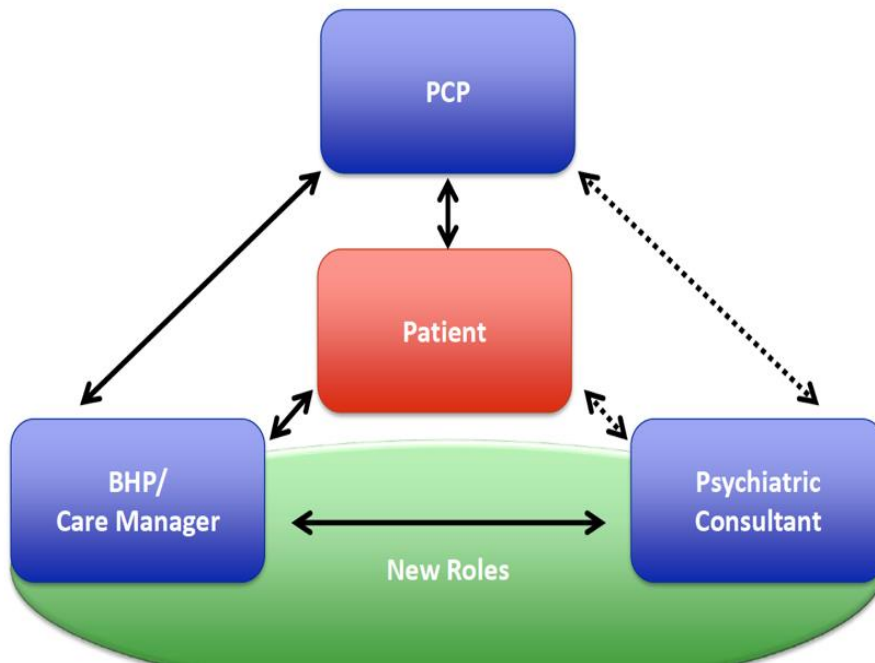 PCP
Patient
BHP/
Care Manager
Psychiatric
Consultant
New Roles